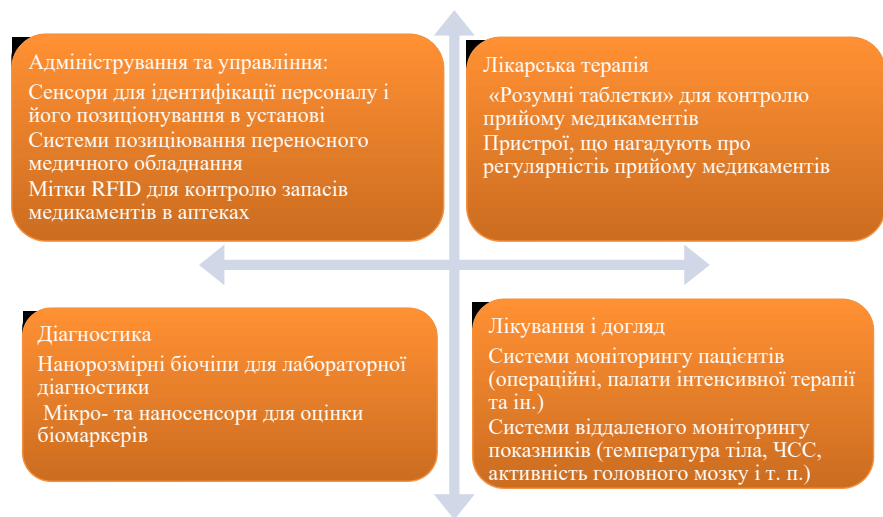 Адміністрування та управління:
Сенсори для ідентифікації персоналу і
його позиціонування в установі
Системи позиціювання переносного
медичного обладнання
Мітки RFID для контролю запасів
медикаментів в аптеках
Лікарська терапія
«Розумні таблетки» для контролю
прийому медикаментів
Пристрої, що нагадують про
регулярністіь прийому медикаментів
Діагностика
Нанорозмірні біочіпи для лабораторної
діагностики
Мікро- та наносенсори для оцінки
біомаркерів
Лікування і догляд
Системи моніторингу пацієнтів
(операційні, палати інтенсивної терапії
та ін.)
Системи віддаленого моніторингу
показників (температура тіла, ЧСС,
активність головного мозку і т. п.)